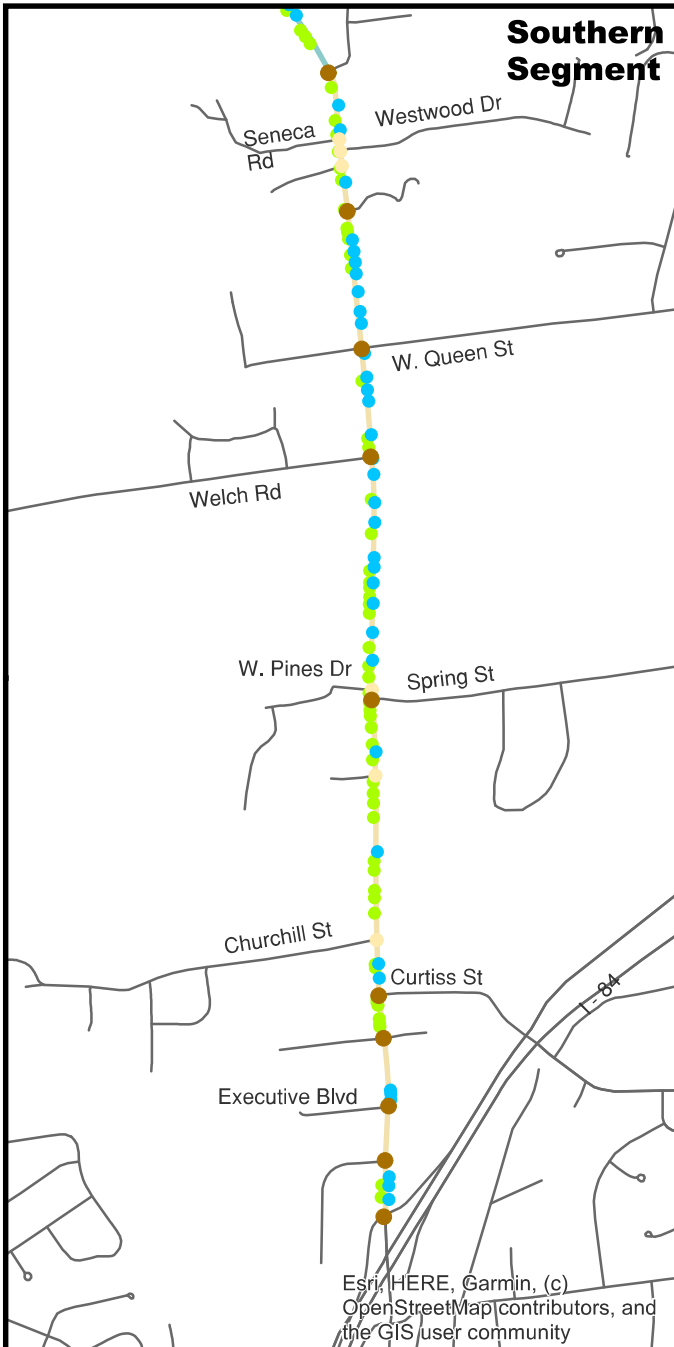 Southern
Segment
Westwood Dr
Seneca
Rd
W. Queen St
Welch Rd
W. Pines Dr
Spring St
Churchill St
Curtiss St
I - 84
Executive Blvd
Esri, HERE, Garmin, (c)
OpenStreetMap contributors, and
the GIS user community